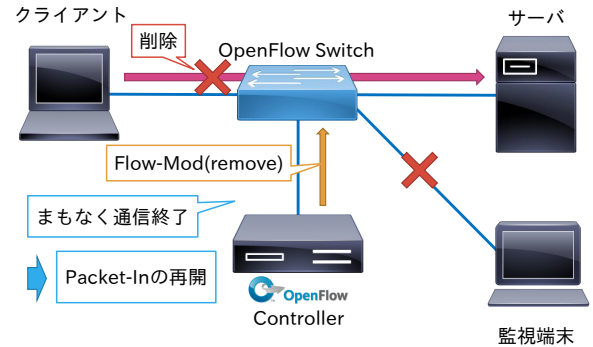 クライアント
サーバ
削除
OpenFlow Switch
Flow-Mod(remove)
まもなく通信終了
Packet-Inの再開
OpenFlow
Controller
監視端末